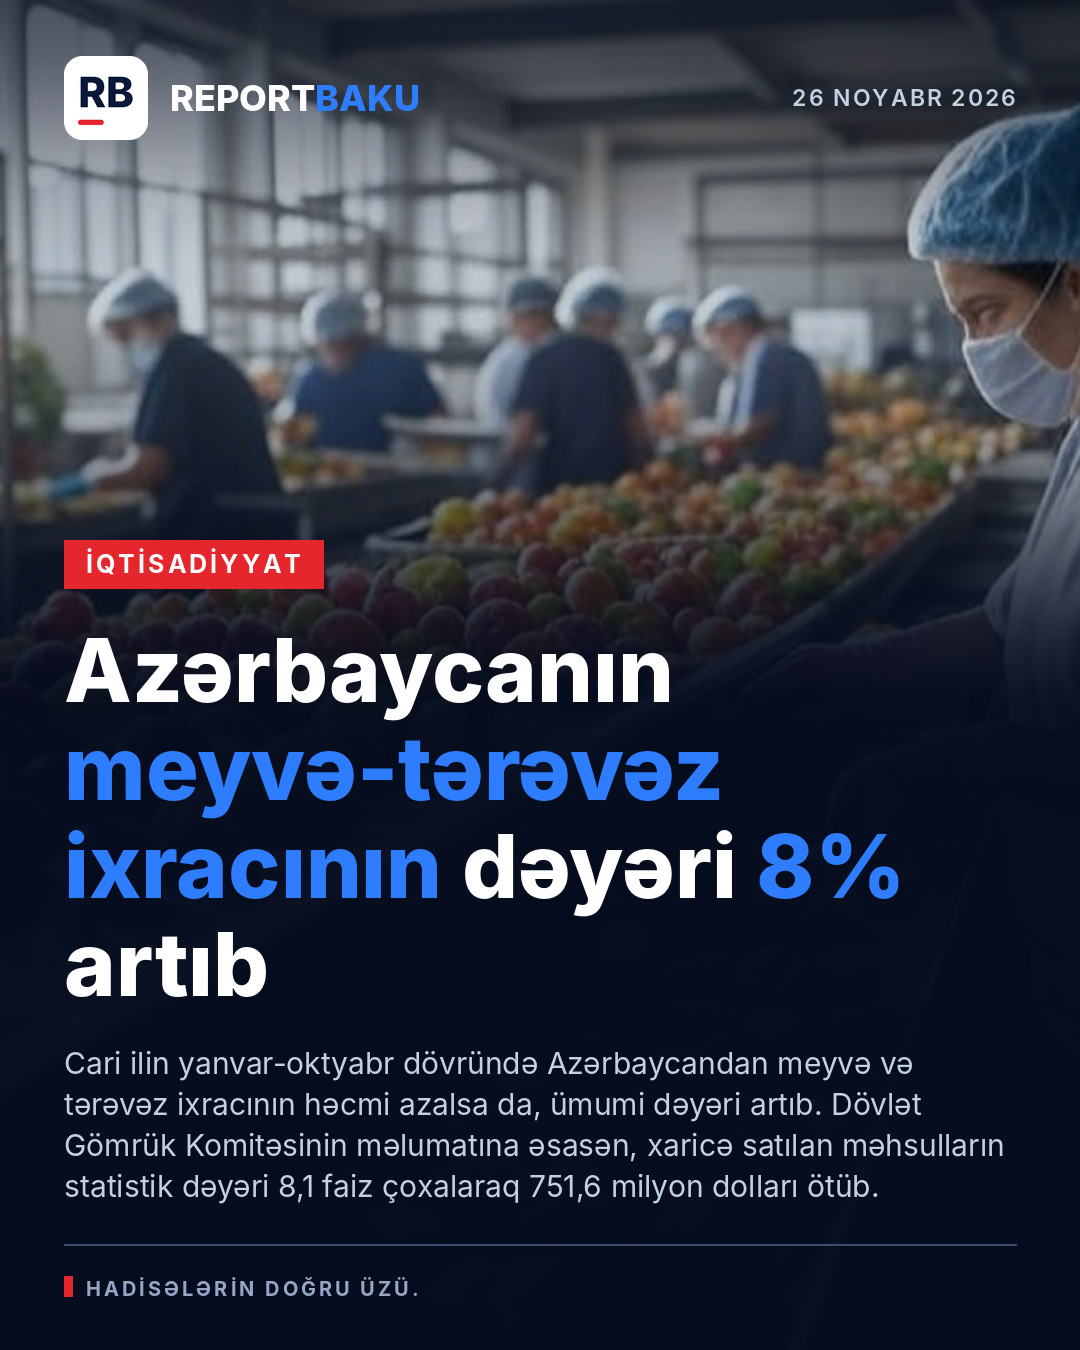 RB
REPORTBAKU
26 NOYABR 2026
İQTİSADİYYAT
Azərbaycanın
meyvə-tərəvəz
ixracının dəyəri 8%
artıb
Cari ilin yanvar-oktyabr dövründə Azərbaycandan meyvə və
tərəvəz ixracının həcmi azalsa da, ümumi dəyəri artıb. Dövlət
Gömrük Komitəsinin məlumatına əsasən, xaricə satılan məhsulların
statistik dəyəri 8,1 faiz çoxalaraq 751,6 milyon dolları ötüb.
HADİSƏLƏRİN DOĞRU ÜZÜ.